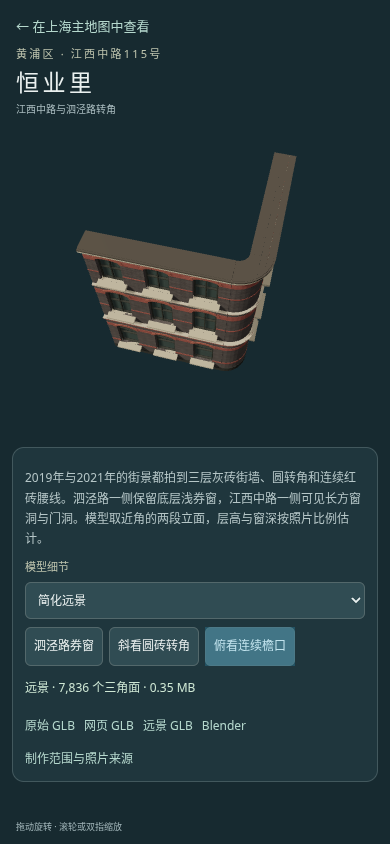 ← 在上海主地图中查看
黄浦区 · 江西中路115号
恒业里
江西中路与泗泾路转角
2019年与2021年的街景都拍到三层灰砖街墙、圆转角和连续红
砖腰线。泗泾路一侧保留底层浅券窗，江西中路一侧可见长方窗
洞与门洞。模型取近角的两段立面，层高与窗深按照片比例估
计。
模型细节
简化远景
泗泾路券窗 斜看圆砖转角 俯看连续檐口
远景 · 7,836 个三角面 · 0.35 MB
原始 GLB 网页 GLB 远景 GLB Blender
制作范围与照片来源
拖动旋转 · 滚轮或双指缩放